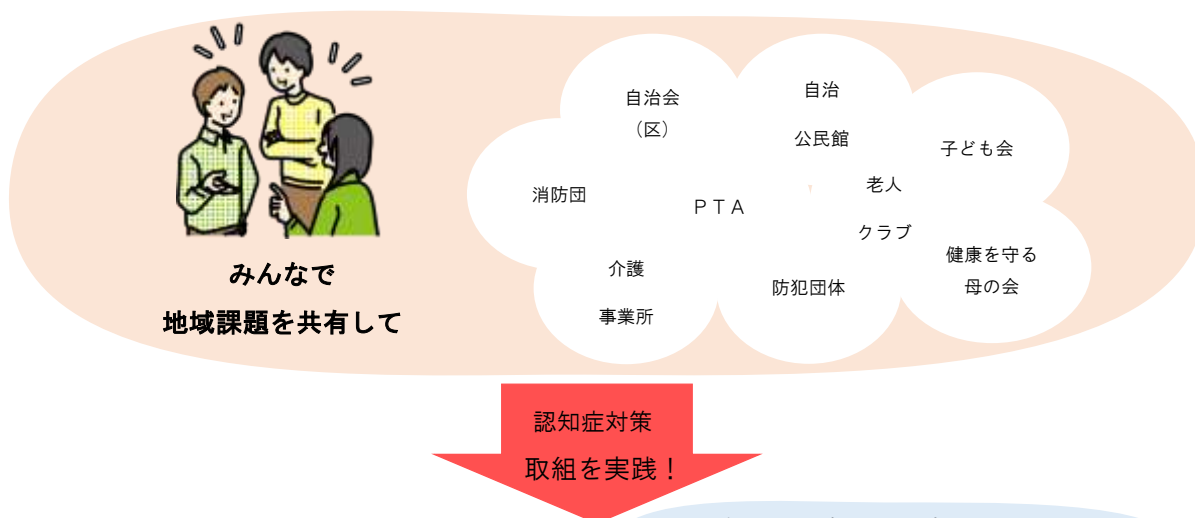 自治会
（区）
自治
公民館
子ども会
消防団
ＰＴＡ
老人
クラブ
介護
事業所
防犯団体
健康を守る
母の会
みんなで
地域課題を共有して
認知症対策
取組を実践！